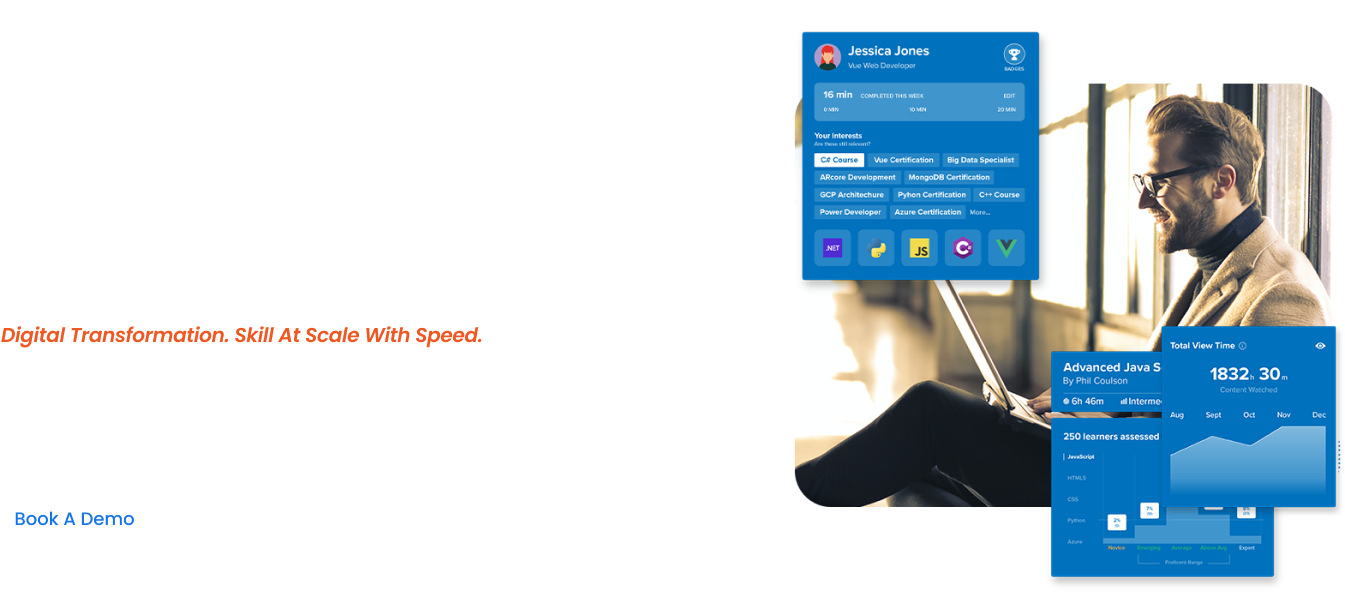 Jessica Jones
Vue Web Developer
BADGES
16 min COMPLETED THIS WEEK EDIT
0 MIN 10 MIN 20 MIN
Your Interests
Are these still relevant?
C# Course Vue Certification Big Data Specialist
ARcore Development MongoDB Certification
GCP Architechure Pyhon Certification C++ Course
Power Developer Azure Certification More...
.NET JS C#
Digital Transformation. Skill At Scale With Speed.
Book A Demo
Total View Time
1832h 30m
Content Watched
Aug Sept Oct Nov Dec
Advanced Java S
By Phil Coulson
6h 46m Interme
250 learners assessed
JavaScript
HTML5
CSS
Python
Azure
2%
7%
Novice Emerging Average Above Avg Expert
Proficient Range